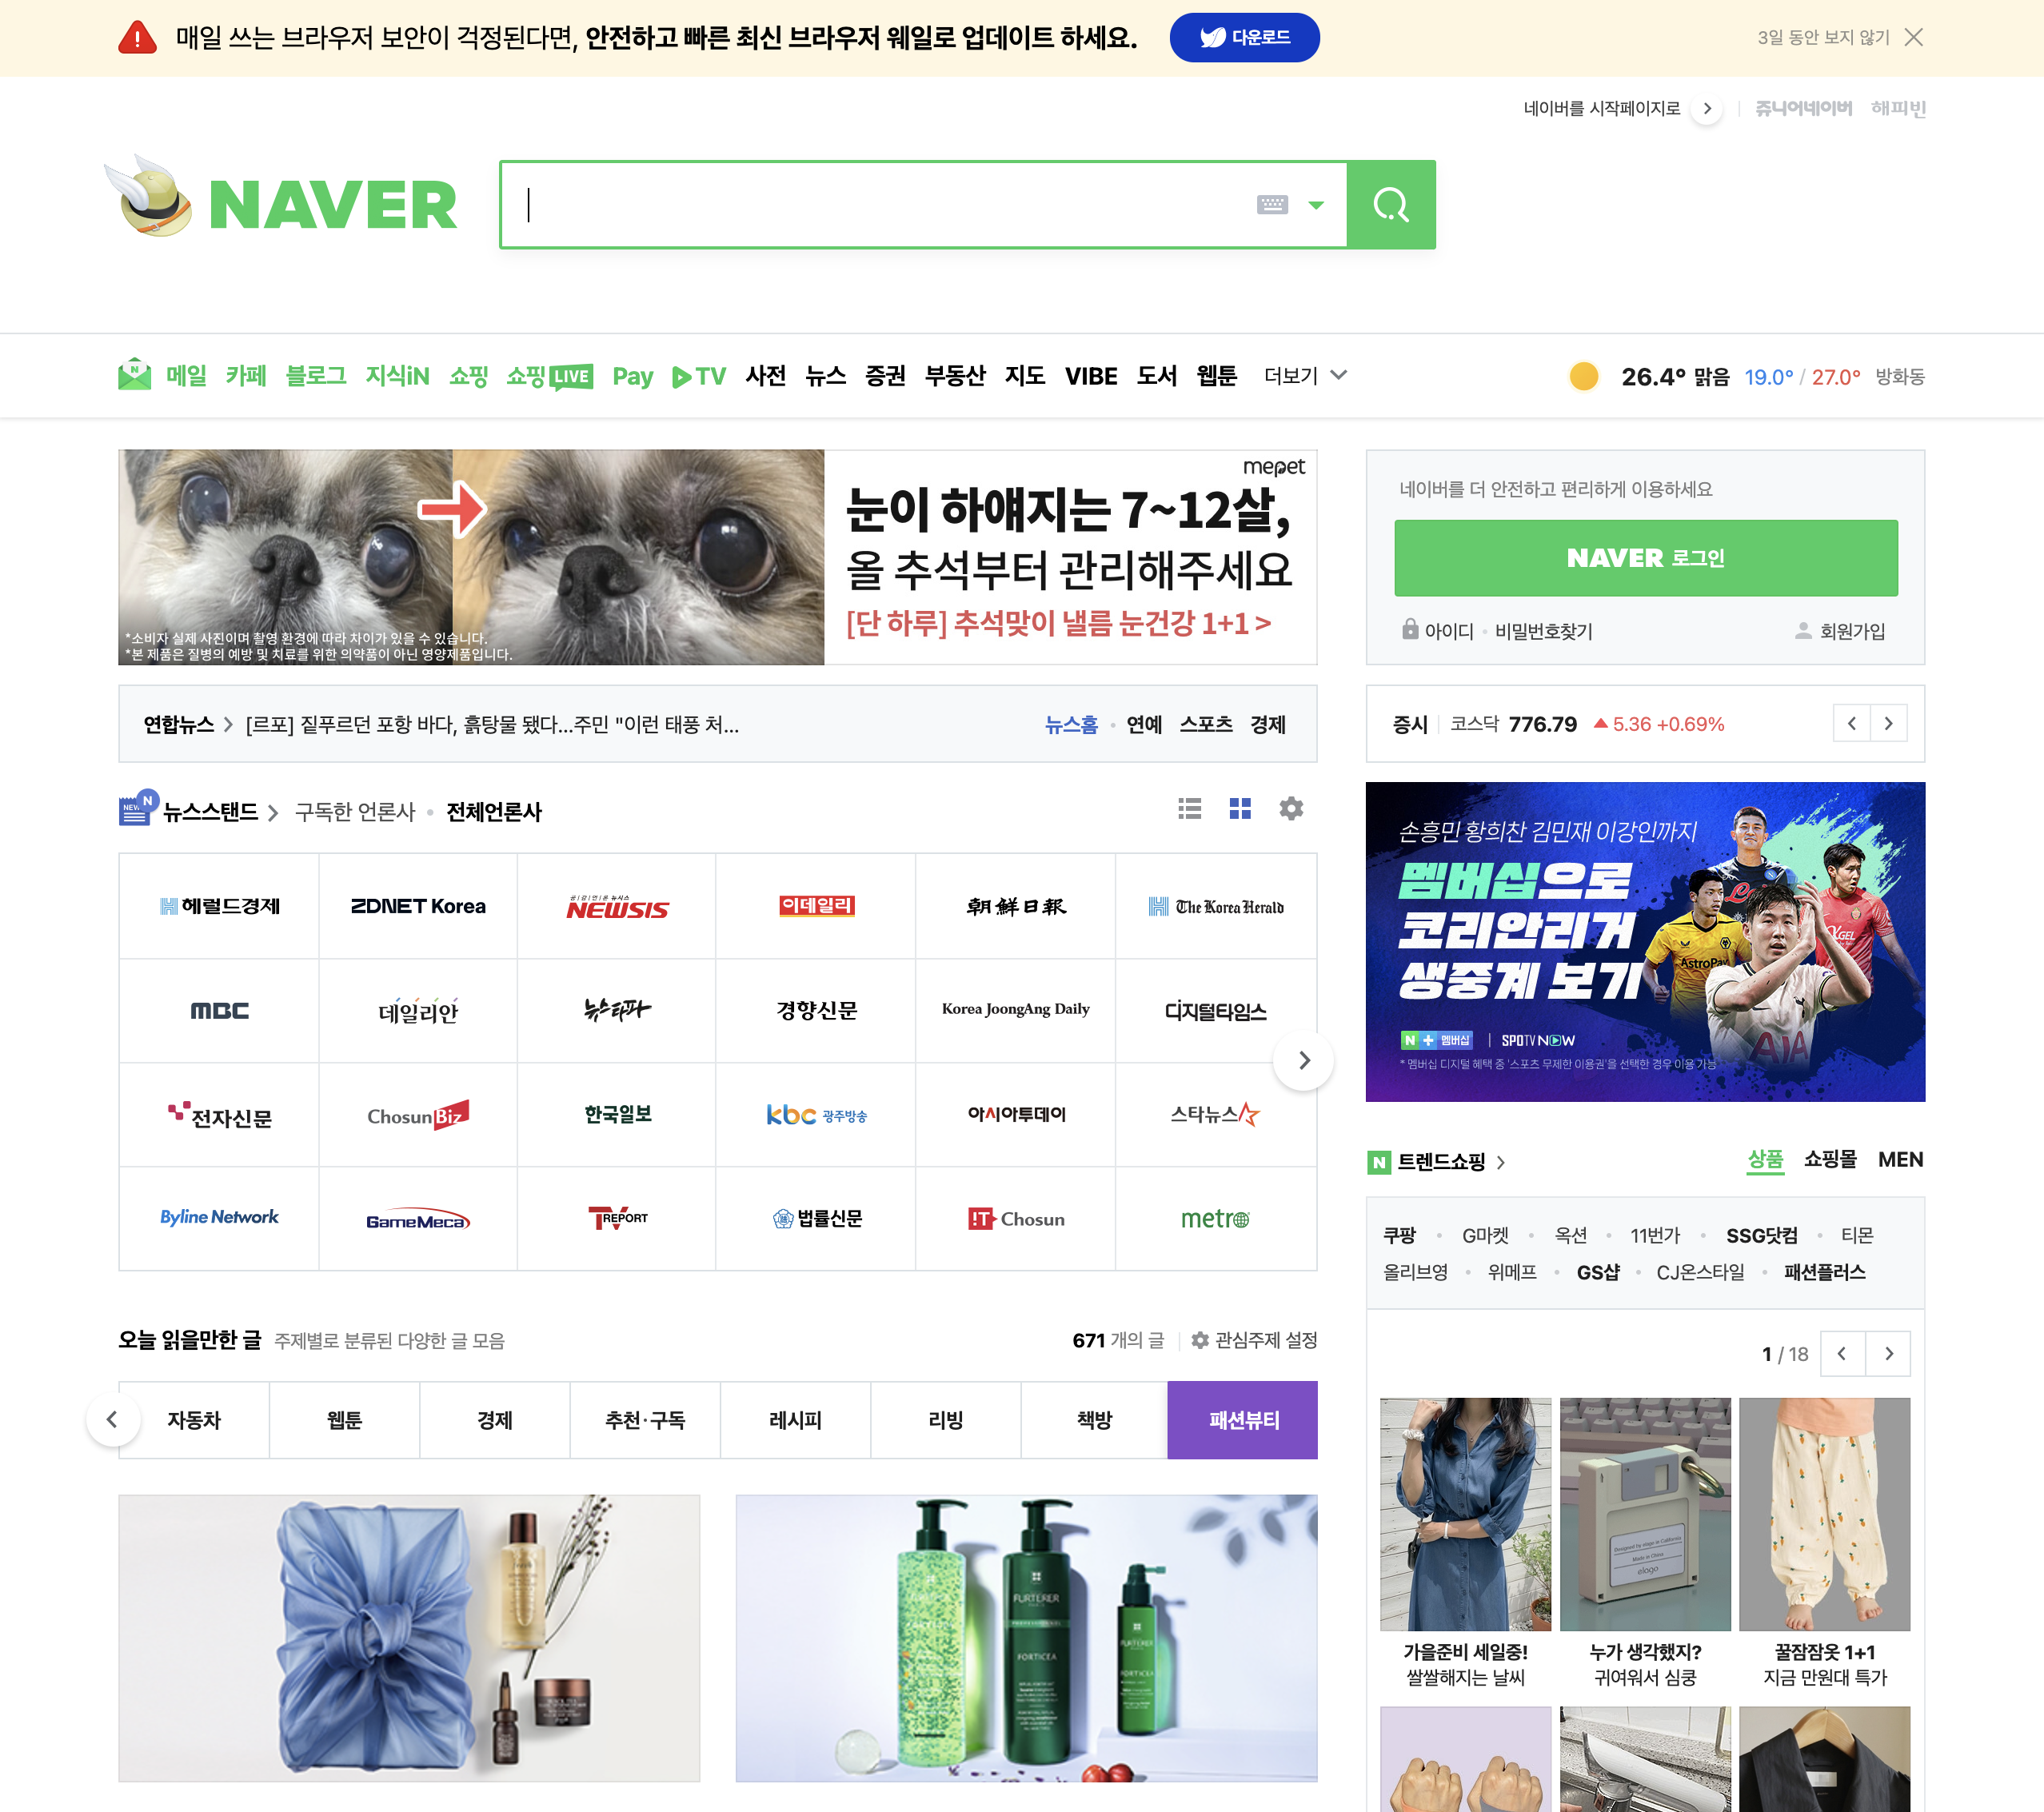 매일 쓰는 브라우저 보안이 걱정된다면, 안전하고 빠른 최신 브라우저 웨일로 업데이트 하세요.
다운로드
3일 동안 보지 않기
네이버를 시작페이지로
쥬니어네이버
해피빈
NAVER
메일 카페 블로그 지식iN 쇼핑 쇼핑LIVE Pay TV 사전 뉴스 증권 부동산 지도 VIBE 도서 웹툰 더보기
26.4° 맑음 19.0° / 27.0° 방화동
mepet
눈이 하얘지는 7~12살,
올 추석부터 관리해주세요
[단 하루] 추석맞이 낼름 눈건강 1+1 >
*소비자 실제 사진이며 촬영 환경에 따라 차이가 있을 수 있습니다.
*본 제품은 질병의 예방 및 치료를 위한 의약품이 아닌 영양제품입니다.
네이버를 더 안전하고 편리하게 이용하세요
NAVER 로그인
아이디 · 비밀번호찾기
회원가입
연합뉴스 > [르포] 짙푸르던 포항 바다, 흙탕물 됐다...주민 "이런 태풍 처...
뉴스홈 · 연예 스포츠 경제
증시 코스닥 776.79 ▲ 5.36 +0.69%
NEW N 뉴스스탠드 > 구독한 언론사 · 전체언론사
헤럴드경제 ZDNET Korea 공감언론 뉴시스 NEWSIS 이데일리 朝鮮日報 The Korea Herald
MBC 데일리안 뉴스타파 경향신문 Korea JoongAng Daily 디지털타임스
전자신문 ChosunBiz 한국일보 kbc 광주방송 아시아투데이 스타뉴스
Byline Network GameMeca TV REPORT 법률신문 IT Chosun metro
손흥민 황희찬 김민재 이강인까지
멤버십으로
코리안리거
생중계 보기
N + 멤버십 | SPOTV NOW
* 멤버십 디지털 혜택 중 '스포츠 무제한 이용권'을 선택한 경우 이용 가능
AstroPay
AIA
N 트렌드쇼핑 >
상품 쇼핑몰 MEN
쿠팡 · G마켓 · 옥션 · 11번가 · SSG닷컴 · 티몬
올리브영 · 위메프 · GS샵 · CJ온스타일 · 패션플러스
1 / 18
오늘 읽을만한 글 주제별로 분류된 다양한 글 모음
671 개의 글
관심주제 설정
자동차 웹툰 경제 추천·구독 레시피 리빙 책방 패션뷰티
Designed by elago in California
Made in China
elago
가을준비 세일중!
쌀쌀해지는 날씨
누가 생각했지?
귀여워서 심쿵
꿀잠잠옷 1+1
지금 만원대 특가
FURTERER
FORTICEA